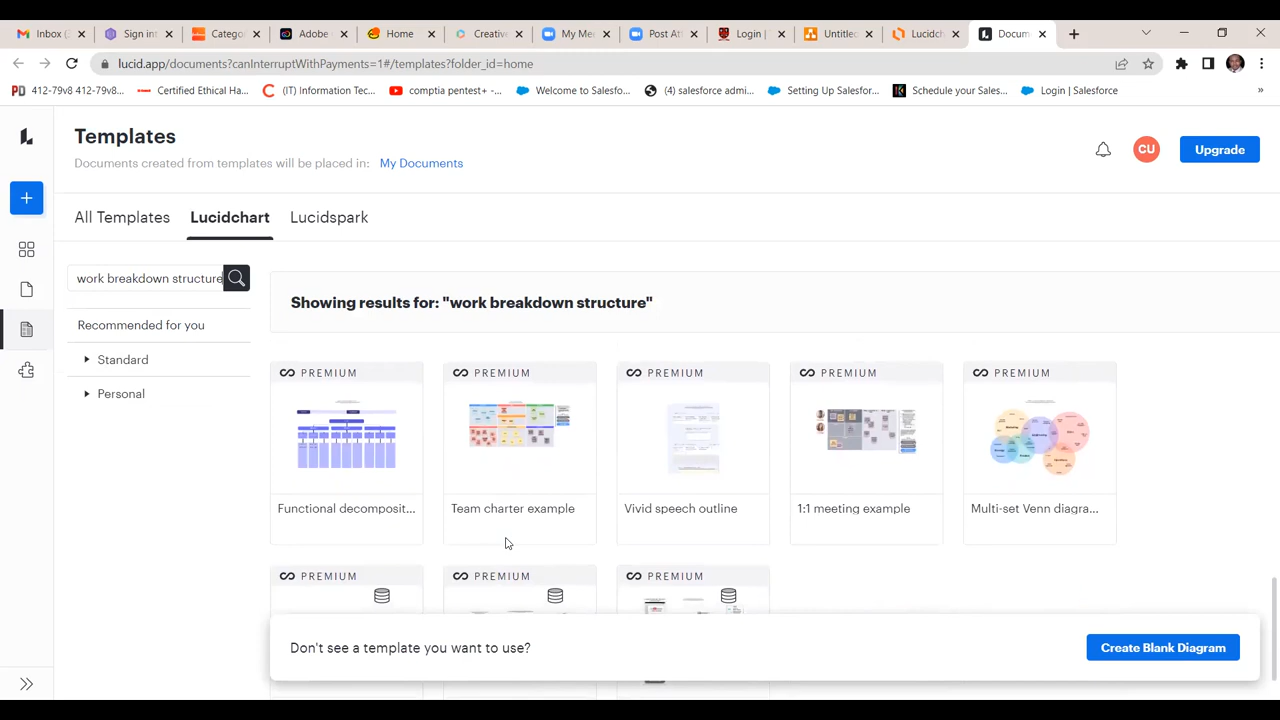 Inbox (
Sign in
Catego
Adobe
Home
Creative
My Me
Post At
Login |
Untitle
Lucidch
Docum
lucid.app/documents?canInterruptWithPayments=1#/templates?folder_id=home
412-79v8 412-79v8...
Certified Ethical Ha...
(IT) Information Tec...
comptia pentest+ -...
Welcome to Salesfo...
(4) salesforce admi...
Setting Up Salesfor...
Schedule your Sales...
Login | Salesforce
»
Templates
Documents created from templates will be placed in: My Documents
CU
Upgrade
All Templates
Lucidchart
Lucidspark
work breakdown structure
Recommended for you
Standard
Personal
Showing results for: "work breakdown structure"
PREMIUM
PREMIUM
PREMIUM
PREMIUM
PREMIUM
Functional decomposit...
Team charter example
Vivid speech outline
1:1 meeting example
Multi-set Venn diagra...
PREMIUM
PREMIUM
PREMIUM
Don't see a template you want to use?
Create Blank Diagram